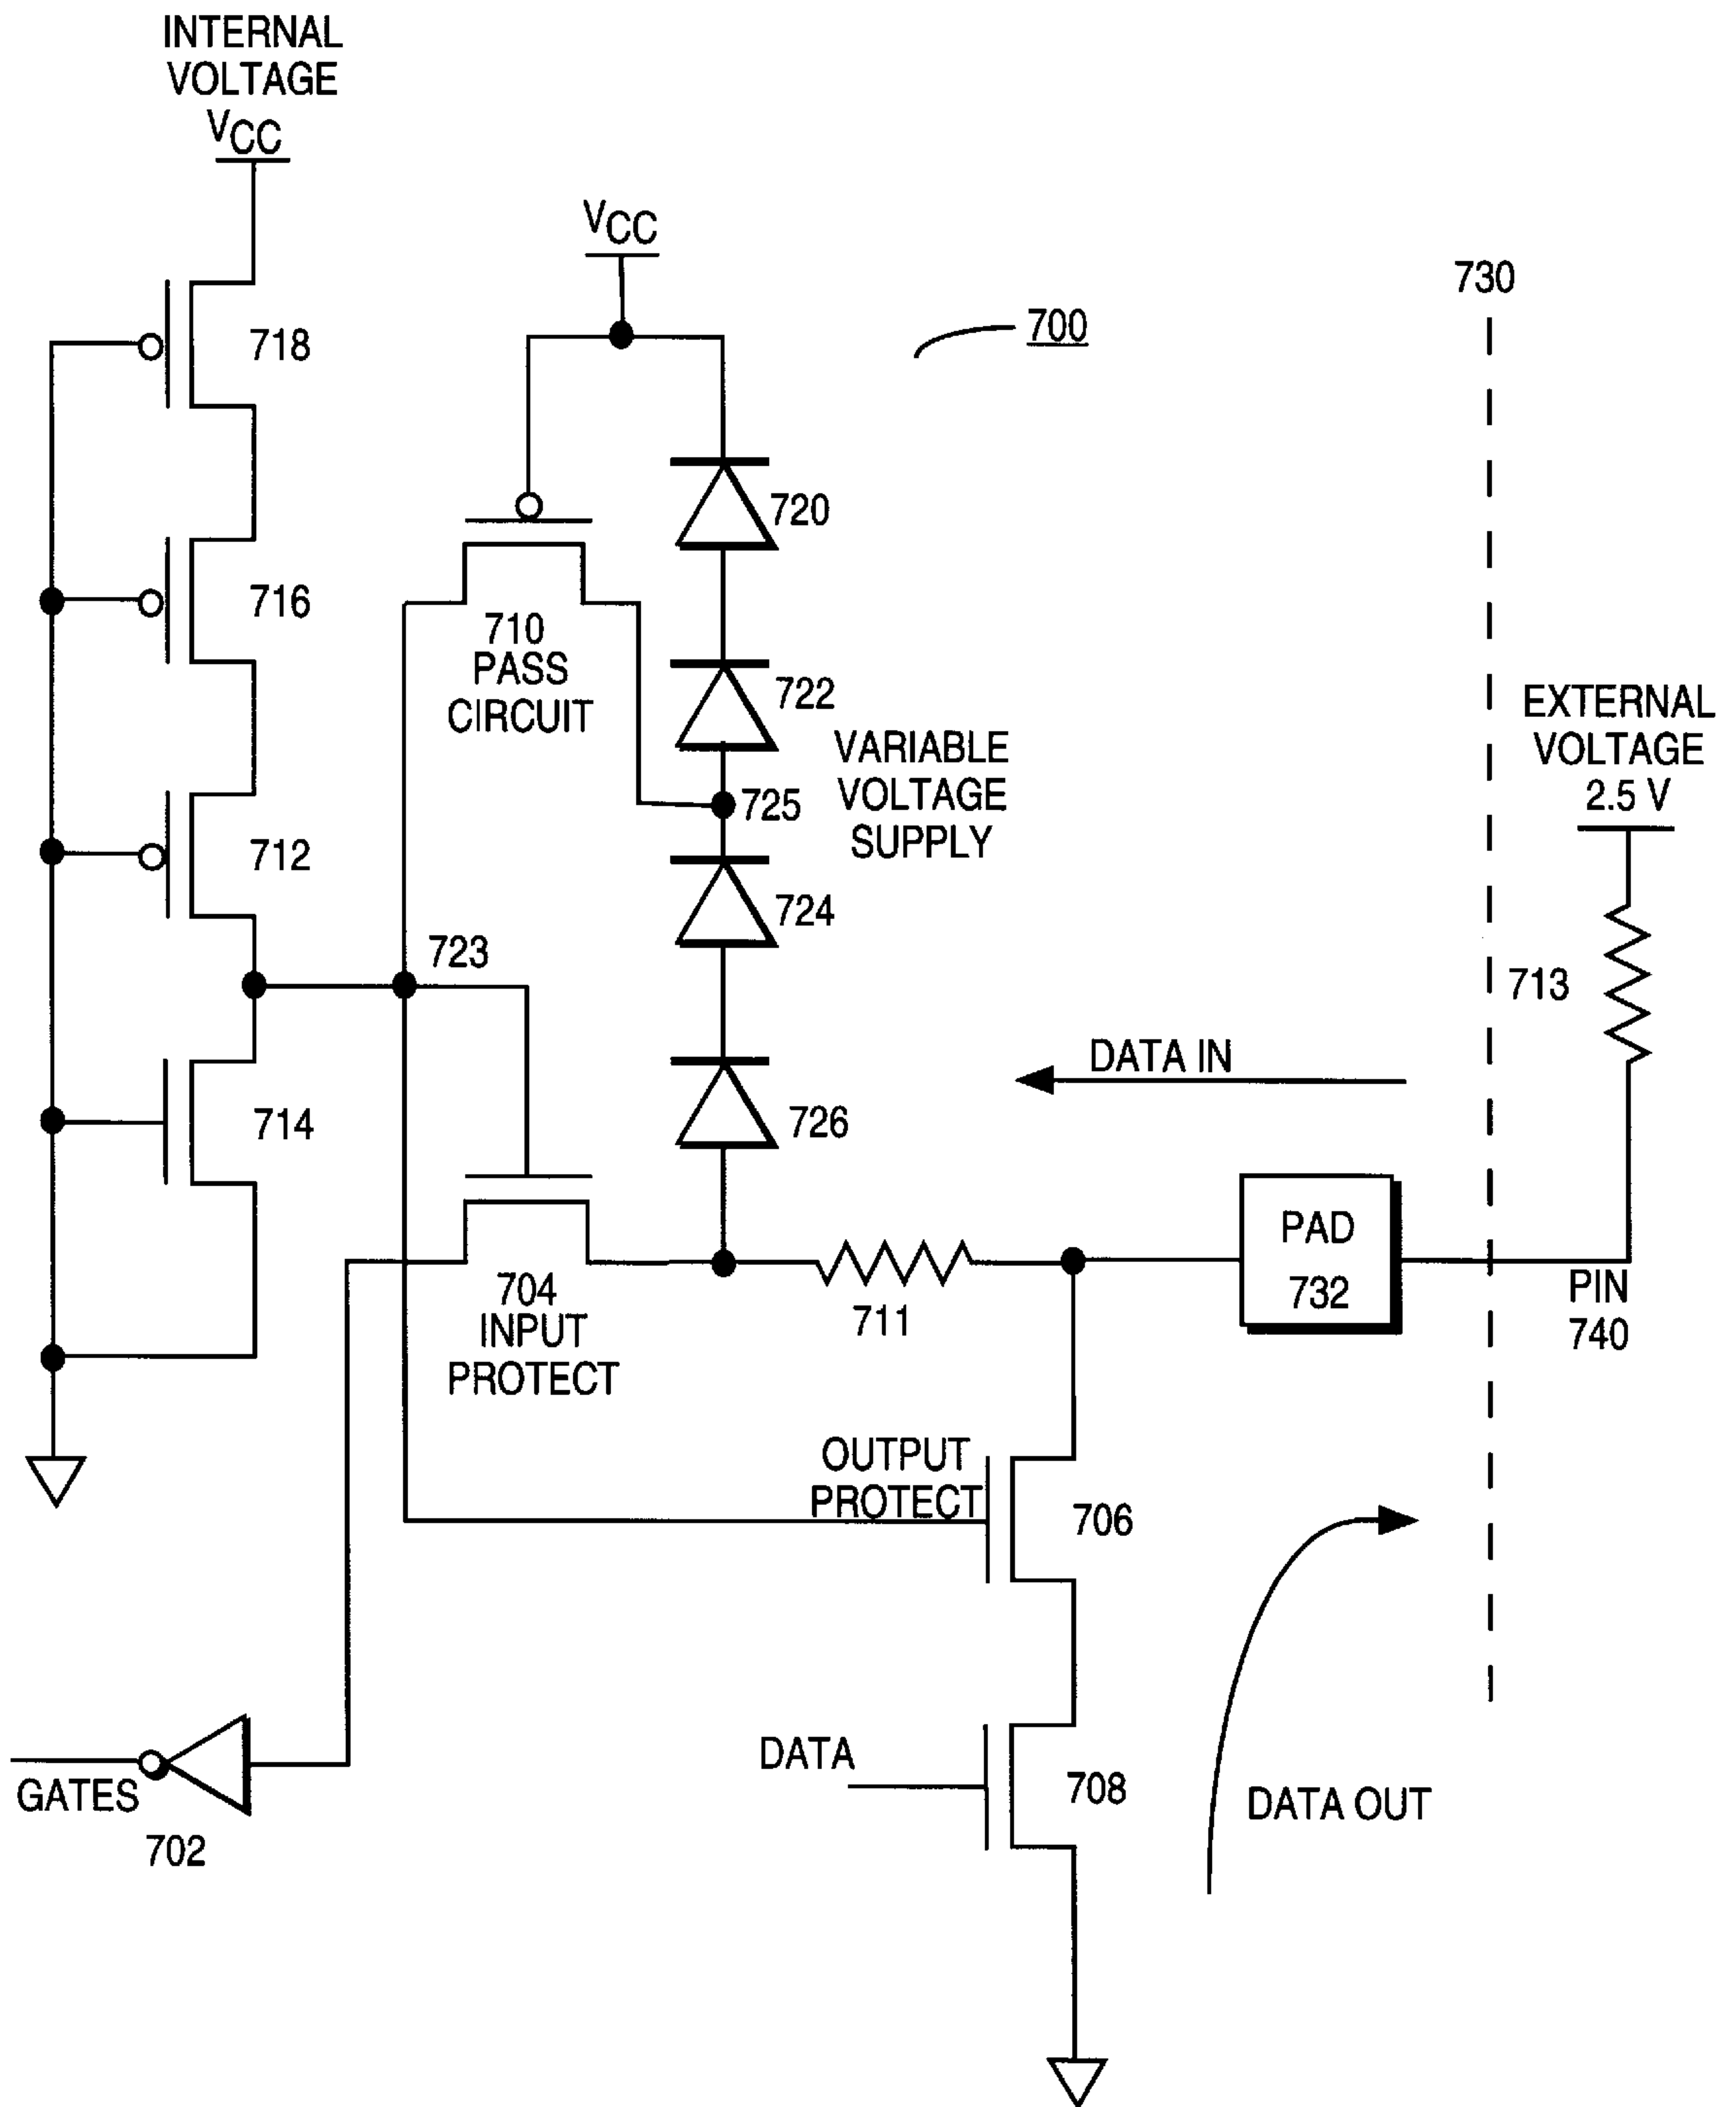 INTERNAL
VOLTAGE
VCC
VCC
700
730
718
720
716
710
PASS
CIRCUIT
722
VARIABLE
VOLTAGE
SUPPLY
725
EXTERNAL
VOLTAGE
2.5 V
712
724
723
713
DATA IN
714
726
PAD
732
704
INPUT
PROTECT
711
PIN
740
OUTPUT
PROTECT
706
DATA
708
GATES
702
DATA OUT